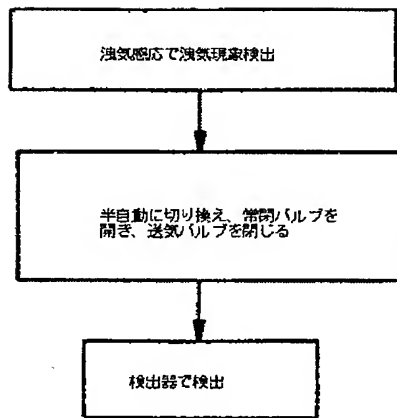 洩気感応で洩気現象検出
半自動に切り換え、常閉バルブを
開き、送気バルブを閉じる
検出器で検出